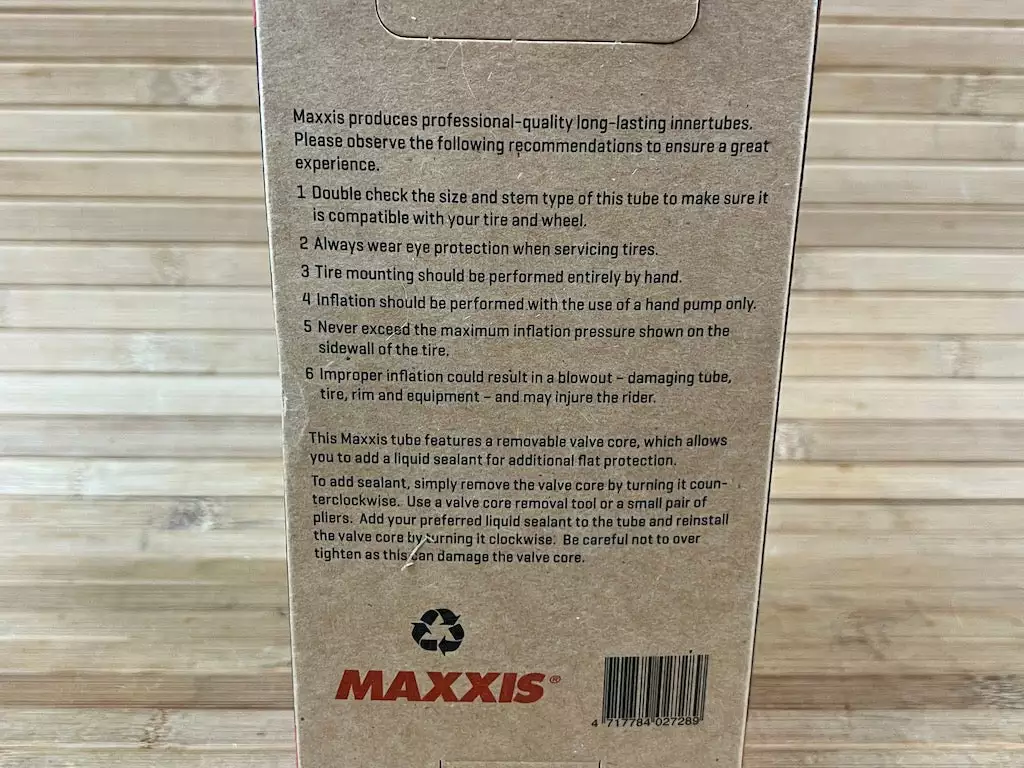 Maxxis produces professional-quality long-lasting innertubes.
Please observe the following recommendations to ensure a great
experience.
1 Double check the size and stem type of this tube to make sure it
is compatible with your tire and wheel.
2 Always wear eye protection when servicing tires.
3 Tire mounting should be performed entirely by hand.
4 Inflation should be performed with the use of a hand pump only.
5 Never exceed the maximum inflation pressure shown on the
sidewall of the tire.
6 Improper inflation could result in a blowout – damaging tube,
tire, rim and equipment – and may injure the rider.
This Maxxis tube features a removable valve core, which allows
you to add a liquid sealant for additional flat protection.
To add sealant, simply remove the valve core by turning it coun-
terclockwise. Use a valve core removal tool or a small pair of
pliers. Add your preferred liquid sealant to the tube and reinstall
the valve core by turning it clockwise. Be careful not to over
tighten as this can damage the valve core.
MAXXIS®
4 717784 027289